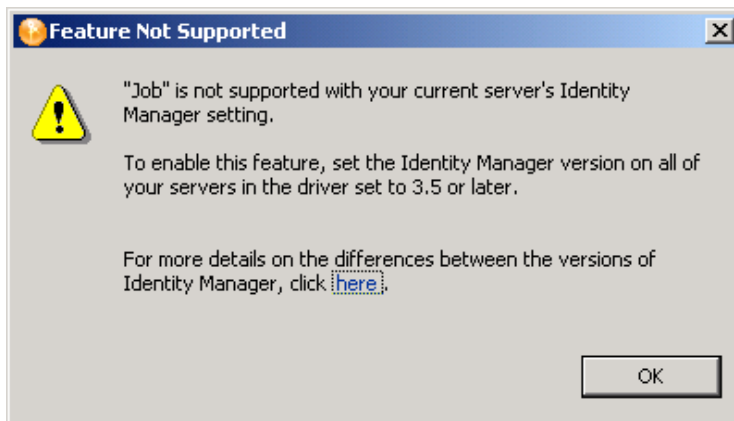 Feature Not Supported
"Job" is not supported with your current server's Identity
Manager setting.
To enable this feature, set the Identity Manager version on all of
your servers in the driver set to 3.5 or later.
For more details on the differences between the versions of
Identity Manager, click here.
OK